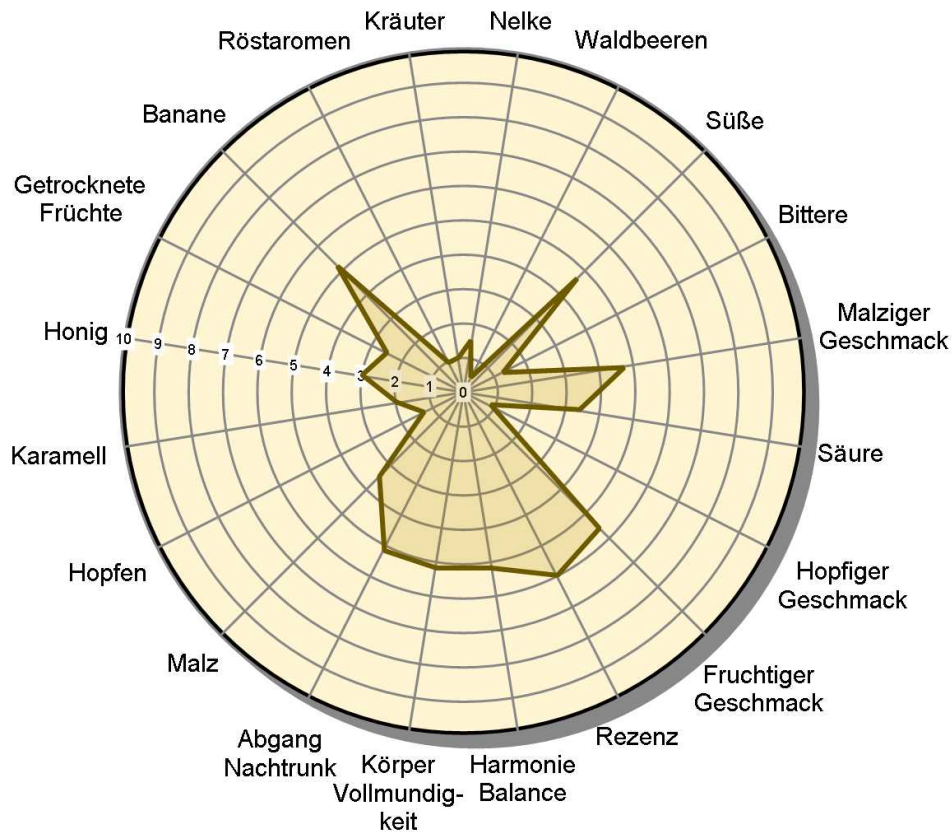 Kräuter
Nelke
Röstaromen
Waldbeeren
Banane
Süße
Getrocknete
Früchte
Bittere
Honig
10 9 8 7 6 5 4 3 2 1 0
Malziger
Geschmack
Karamell
Säure
Hopfen
Hopfiger
Geschmack
Malz
Fruchtiger
Geschmack
Abgang
Nachtrunk
Körper
Vollmundig-
keit
Harmonie
Balance
Rezenz